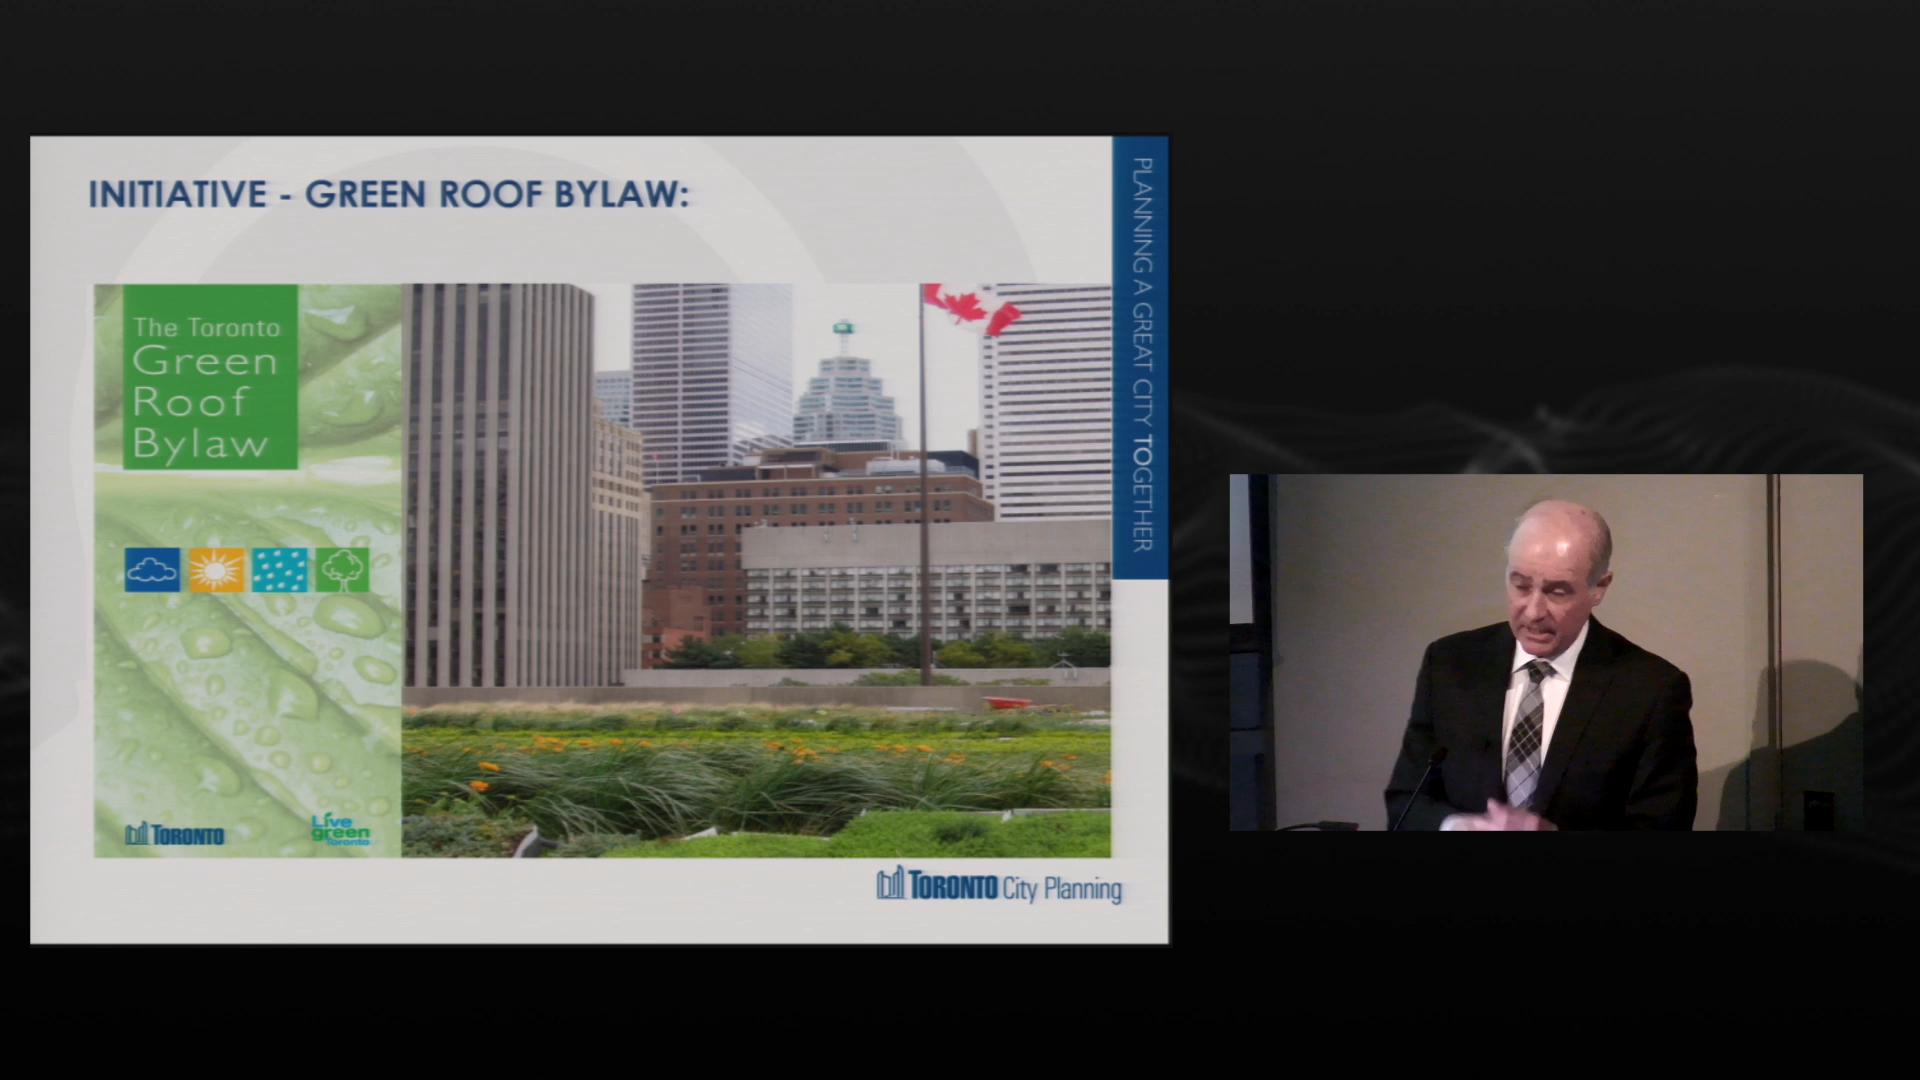 INITIATIVE - GREEN ROOF BYLAW:
PLANNING A GREAT CITY TOGETHER
The Toronto
Green
Roof
Bylaw
TORONTO
Live
green
Toronto
TORONTO City Planning